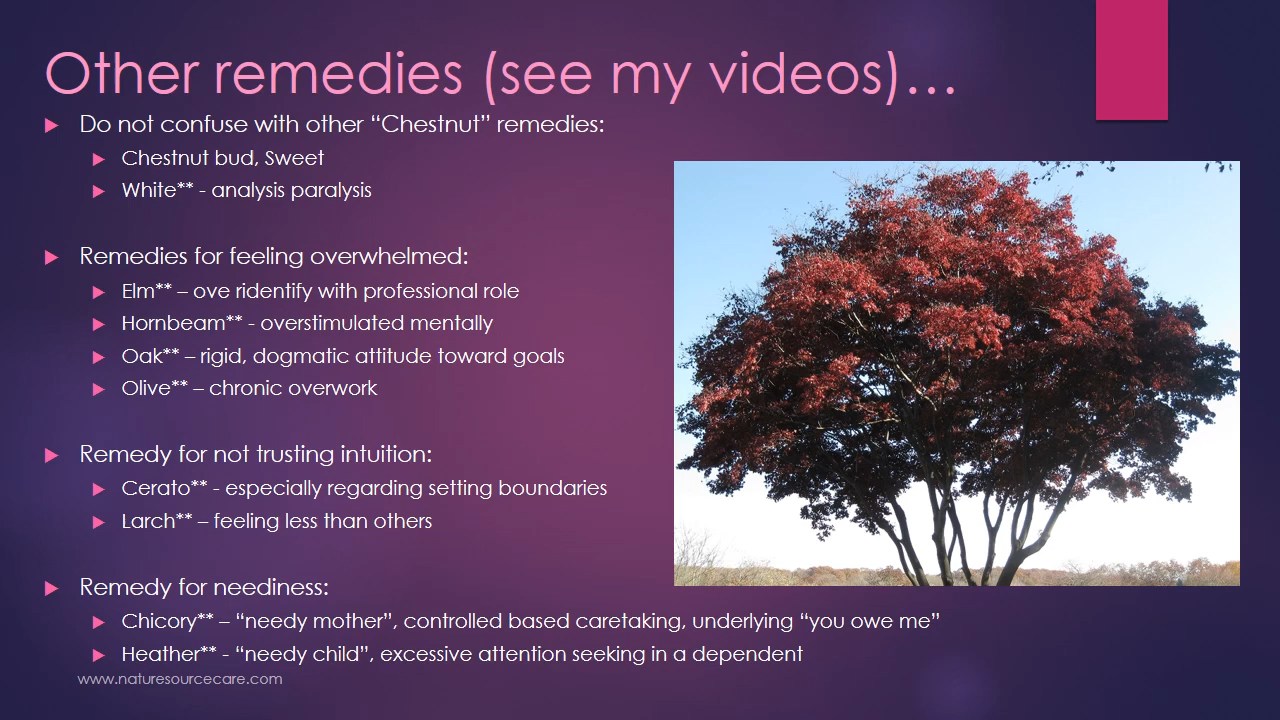 Other remedies (see my videos)…
Do not confuse with other “Chestnut” remedies:
Chestnut bud, Sweet
White** - analysis paralysis
Remedies for feeling overwhelmed:
Elm** – ove ridentify with professional role
Hornbeam** - overstimulated mentally
Oak** – rigid, dogmatic attitude toward goals
Olive** – chronic overwork
Remedy for not trusting intuition:
Cerato** - especially regarding setting boundaries
Larch** – feeling less than others
Remedy for neediness:
Chicory** – “needy mother”, controlled based caretaking, underlying “you owe me”
Heather** - “needy child”, excessive attention seeking in a dependent
www.naturesourcecare.com